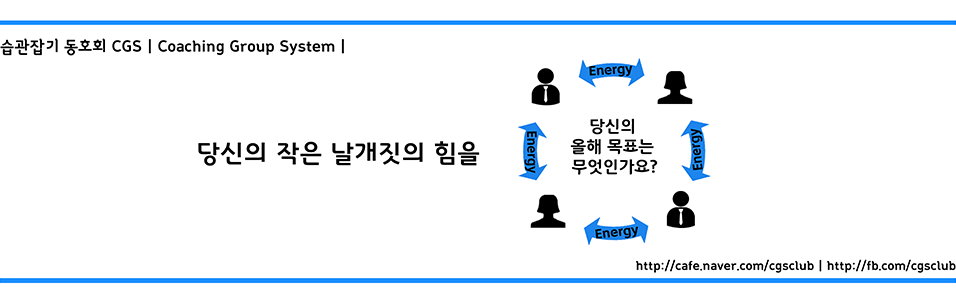 습관잡기 동호회 CGS | Coaching Group System |
Energy
당신의
올해 목표는
무엇인가요?
Energy
Energy
당신의 작은 날개짓의 힘을
Energy
http://cafe.naver.com/cgsclub | http://fb.com/cgsclub